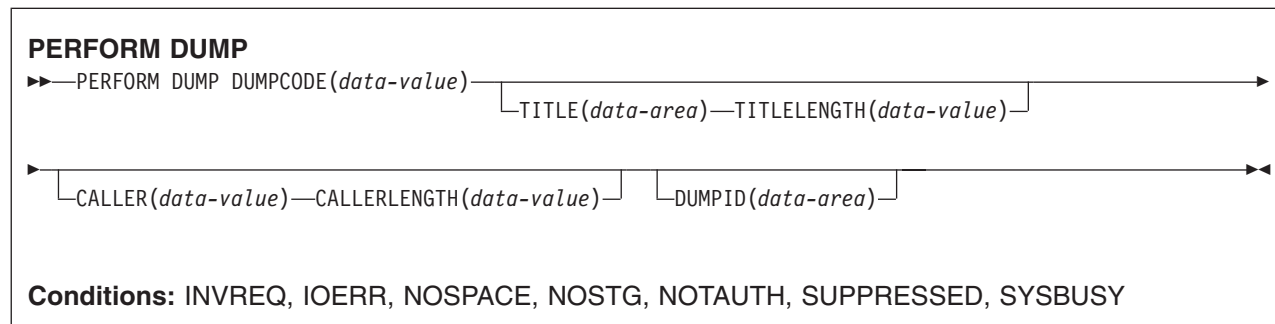 PERFORM DUMP
PERFORM DUMP DUMPCODE(data-value)
TITLE(data-area) TITLELENGTH(data-value)
CALLER(data-value) CALLERLENGTH(data-value) DUMPID(data-area)
Conditions: INVREQ, IOERR, NOSPACE, NOSTG, NOTAUTH, SUPPRESSED, SYSBUSY